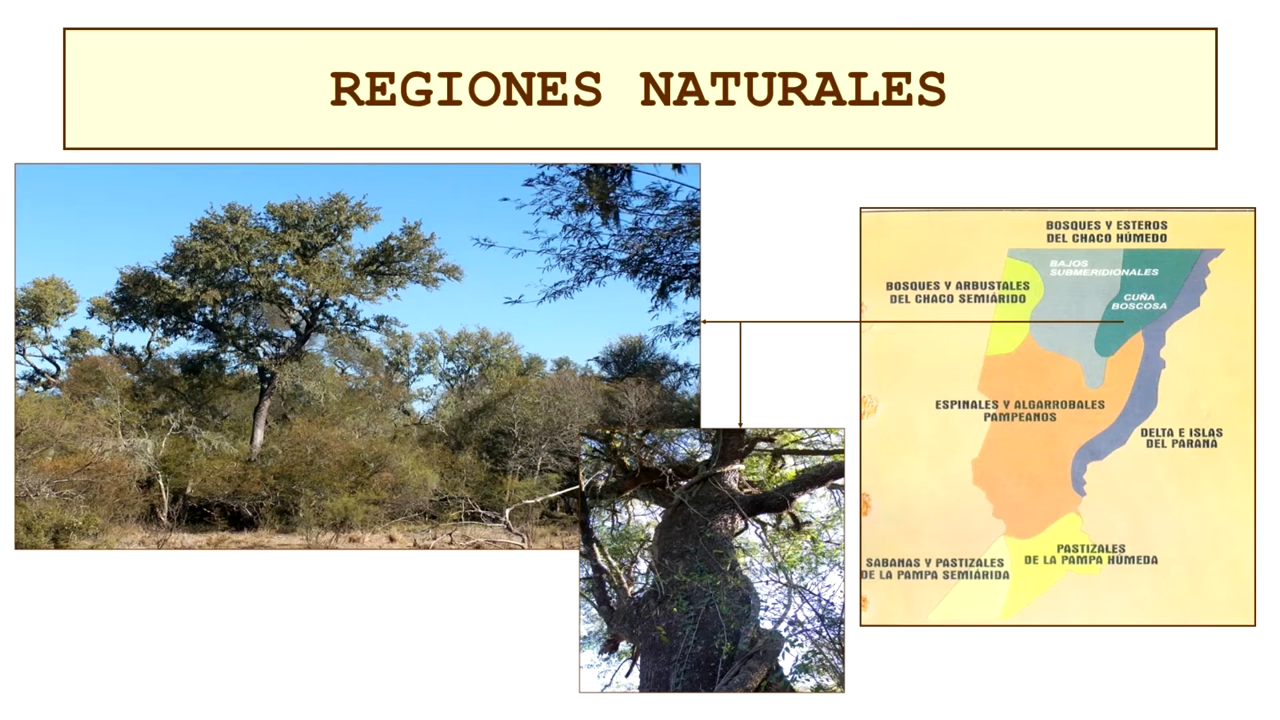 REGIONES NATURALES
BOSQUES Y ESTEROS
DEL CHACO HÚMEDO
BAJOS
SUBMERIDIONALES
BOSQUES Y ARBUSTALES
DEL CHACO SEMIÁRIDO
CUÑA
BOSCOSA
ESPINALES Y ALGARROBALES
PAMPEANOS
DELTA E ISLAS
DEL PARANÁ
PASTIZALES
DE LA PAMPA HÚMEDA
SABANAS Y PASTIZALES
DE LA PAMPA SEMIÁRIDA